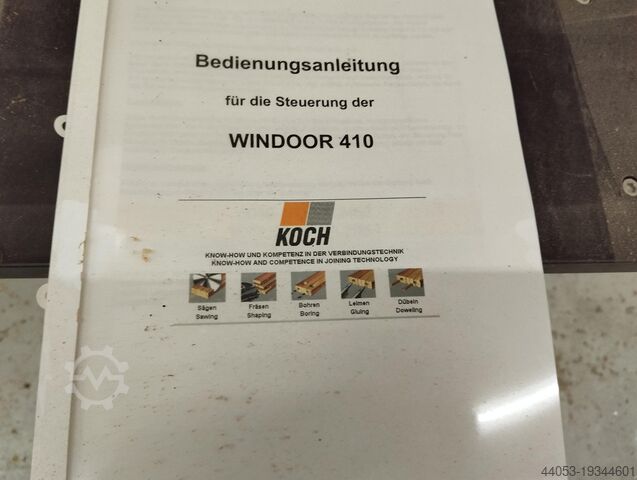 Bedienungsanleitung
für die Steuerung der
WINDOOR 410
KOCH
KNOW-HOW UND KOMPETENZ IN DER VERBINDUNGSTECHNIK
KNOW-HOW AND COMPETENCE IN JOINING TECHNOLOGY
Sägen Fräsen Bohren Leimen Dübeln
Sawing Shaping Boring Gluing Doweling
44053-19344601